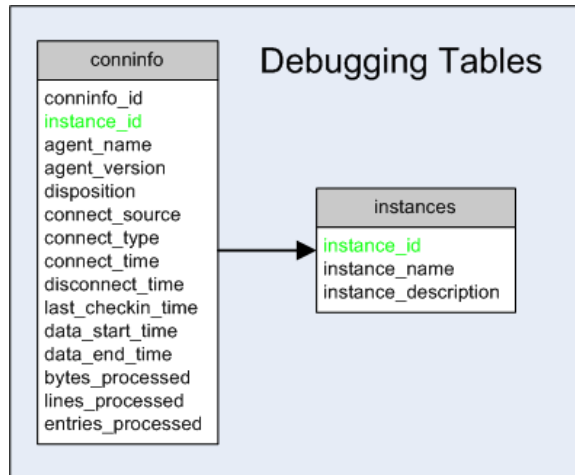 Debugging Tables
conninfo
conninfo_id
instance_id
agent_name
agent_version
disposition
connect_source
connect_type
connect_time
disconnect_time
last_checkin_time
data_start_time
data_end_time
bytes_processed
lines_processed
entries_processed
instances
instance_id
instance_name
instance_description